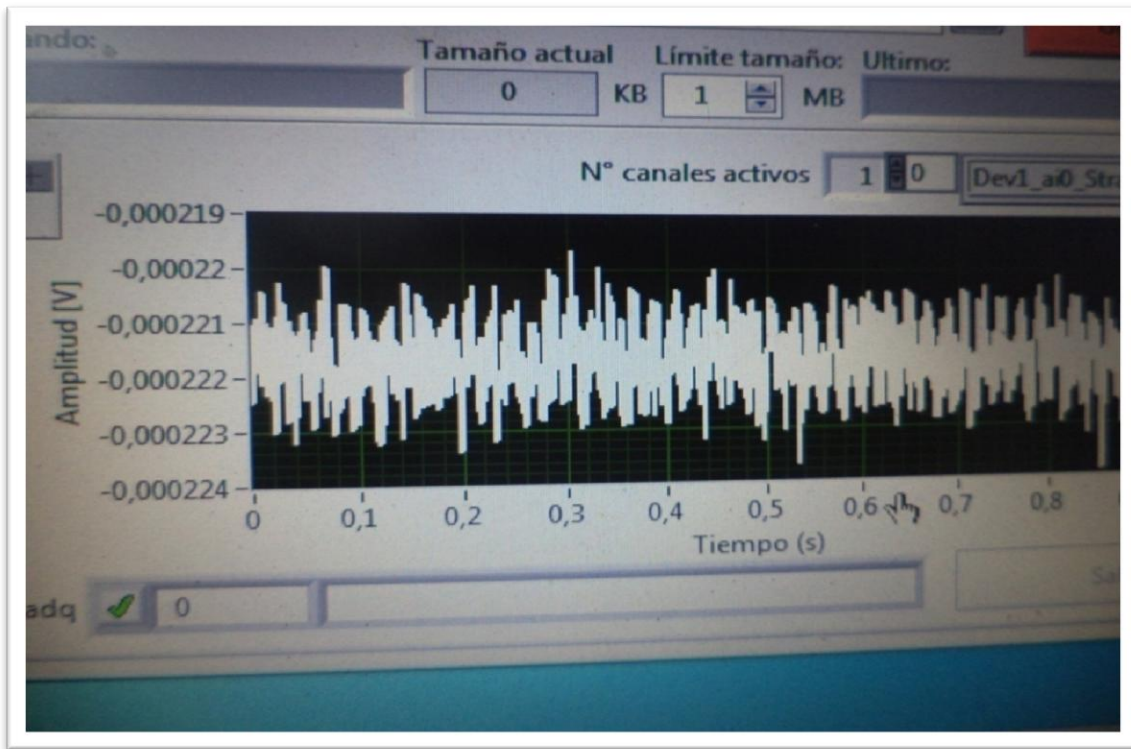 Tamaño actual Límite tamaño: Ultimo:
0 KB 1 MB
N° canales activos 1 0 Dev1_ai0_Stra
-0,000219
-0,00022
-0,000221
-0,000222
-0,000223
-0,000224
Amplitud [V]
0 0,1 0,2 0,3 0,4 0,5 0,6 0,7 0,8
Tiempo (s)
adq 0